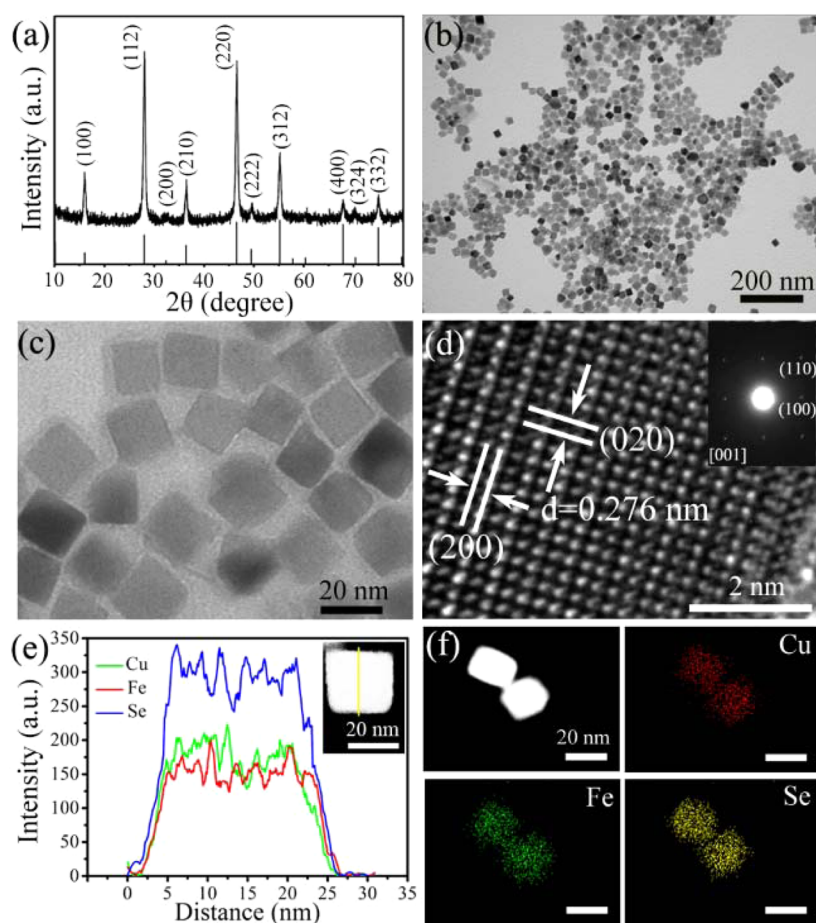 (a)
Intensity (a.u.)
(100)
(112)
(200)
(210)
(220)
(222)
(312)
(400)
(324)
(332)
10 20 30 40 50 60 70 80
2θ (degree)
(b)
200 nm
(c)
20 nm
(d)
(110)
(100)
[001]
(020)
d=0.276 nm
(200)
2 nm
(e)
Intensity (a.u.)
350
300
250
200
150
100
50
0
Cu
Fe
Se
20 nm
0 5 10 15 20 25 30 35
Distance (nm)
(f)
20 nm
Cu
Fe
Se